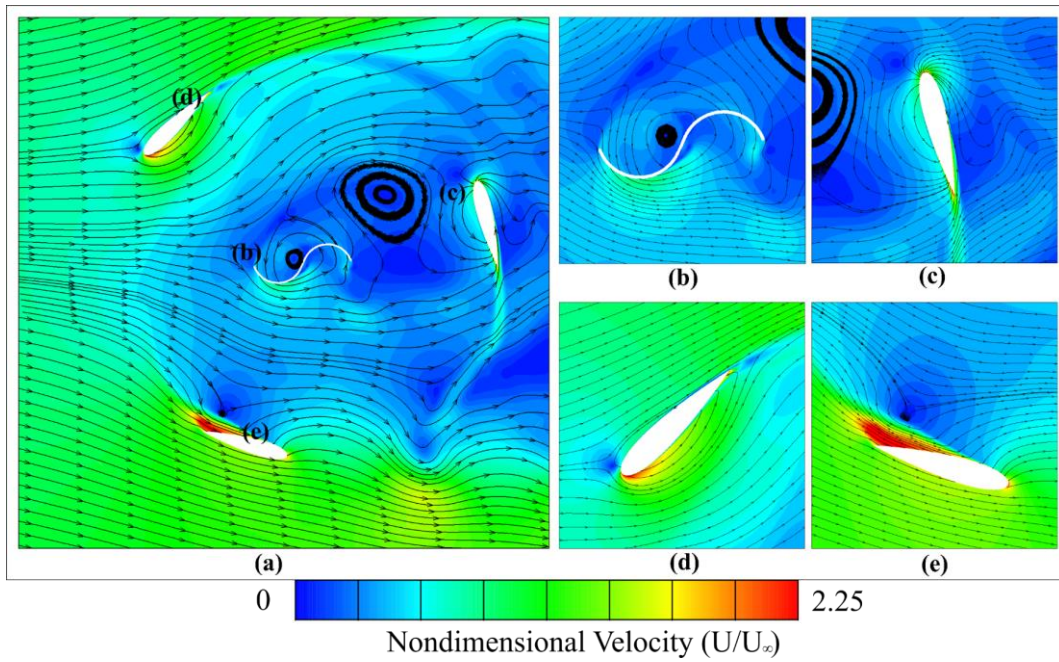 (d)
(c)
(b)
(e)
(a)
(b)
(c)
(d)
(e)
0
2.25
Nondimensional Velocity (U/U∞)